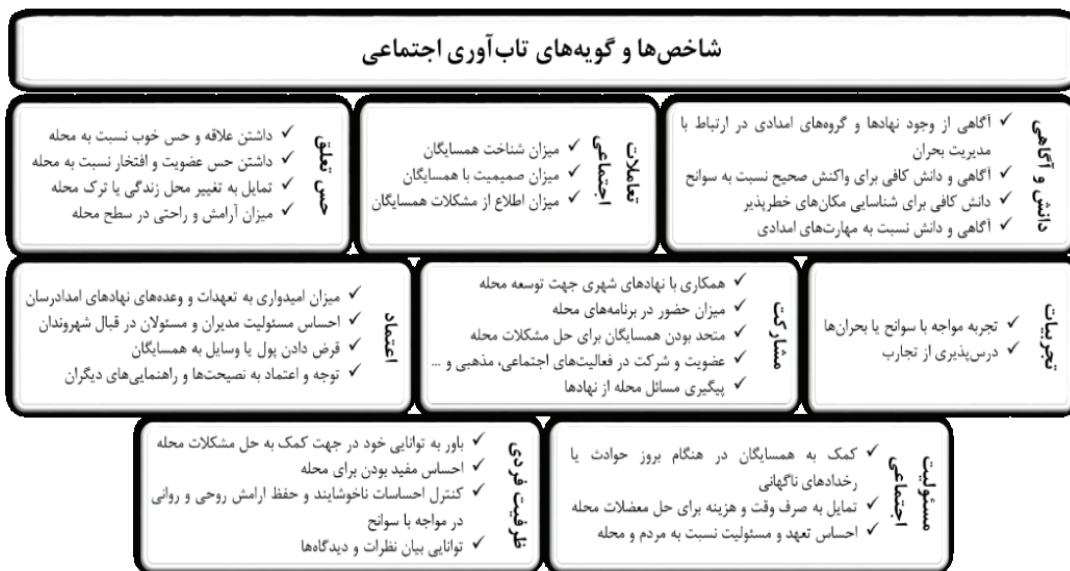 شاخص‌ها و گویه‌های تاب‌آوری اجتماعی
دانش و آگاهی
آگاهی از وجود نهادها و گروه‌های امدادی در ارتباط با
مدیریت بحران
آگاهی و دانش کافی برای واکنش صحیح نسبت به سوانح
دانش کافی برای شناسایی مکان‌های خطرپذیر
آگاهی و دانش نسبت به مهارت‌های امدادی
تعاملات
اجتماعی
میزان شناخت همسایگان
میزان صمیمیت با همسایگان
میزان اطلاع از مشکلات همسایگان
حس تعلق
داشتن علاقه و حس خوب نسبت به محله
داشتن حس عضویت و افتخار نسبت به محله
تمایل به تغییر محل زندگی یا ترک محله
میزان آرامش و راحتی در سطح محله
تجربیات
تجربه مواجه با سوانح یا بحران‌ها
درس‌پذیری از تجارب
مشارکت
همکاری با نهادهای شهری جهت توسعه محله
میزان حضور در برنامه‌های محله
متحد بودن همسایگان برای حل مشکلات محله
عضویت و شرکت در فعالیت‌های اجتماعی، مذهبی و ...
پیگیری مسائل محله از نهادها
اعتماد
میزان امیدواری به تعهدات و وعده‌های نهادهای امدادرسان
احساس مسئولیت مدیران و مسئولان در قبال شهروندان
قرض دادن پول یا وسایل به همسایگان
توجه و اعتماد به نصیحت‌ها و راهنمایی‌های دیگران
مسئولیت
اجتماعی
کمک به همسایگان در هنگام بروز حوادث یا
رخدادهای ناگهانی
تمایل به صرف وقت و هزینه برای حل معضلات محله
احساس تعهد و مسئولیت نسبت به مردم و محله
ظرفیت فردی
باور به توانایی خود در جهت کمک به حل مشکلات محله
احساس مفید بودن برای محله
کنترل احساسات ناخوشایند و حفظ ارامش روحی و روانی
در مواجه با سوانح
توانایی بیان نظرات و دیدگاه‌ها